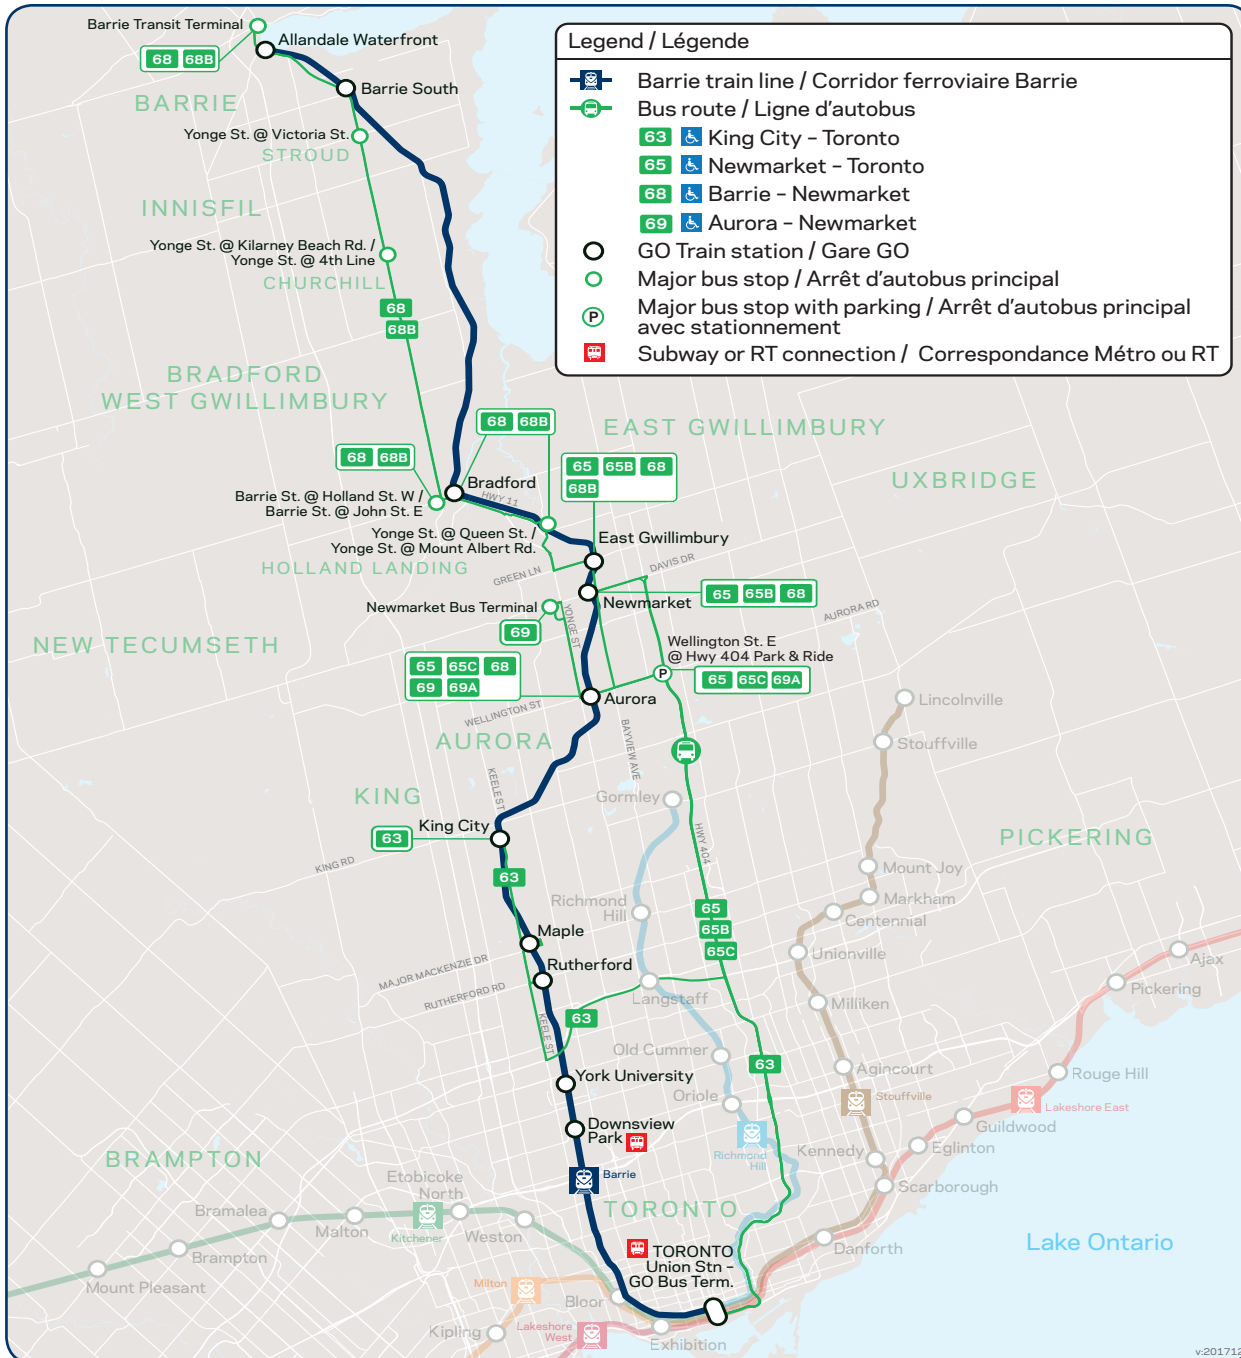 Barrie Transit Terminal
Allandale Waterfront
68 68B
Barrie South
BARRIE
Yonge St. @ Victoria St.
STROUD
INNISFIL
Yonge St. @ Kilarney Beach Rd. /
Yonge St. @ 4th Line
CHURCHILL
68
68B
BRADFORD
WEST GWILLIMBURY
Legend / Légende
Barrie train line / Corridor ferroviaire Barrie
Bus route / Ligne d'autobus
63 King City – Toronto
65 Newmarket – Toronto
68 Barrie – Newmarket
69 Aurora – Newmarket
GO Train station / Gare GO
Major bus stop / Arrêt d'autobus principal
P Major bus stop with parking / Arrêt d'autobus principal
avec stationnement
Subway or RT connection / Correspondance Métro ou RT
68 68B
EAST GWILLIMBURY
68 68B
65 65B 68
68B
UXBRIDGE
Bradford
HWY 11
Barrie St. @ Holland St. W /
Barrie St. @ John St. E
Yonge St. @ Queen St. /
Yonge St. @ Mount Albert Rd.
East Gwillimbury
HOLLAND LANDING
GREEN LN
DAVIS DR
Newmarket
65 65B 68
Newmarket Bus Terminal
69
YONGE ST
AURORA RD
NEW TECUMSETH
Wellington St. E
@ Hwy 404 Park & Ride
P
65 65C 69A
65 65C 68
69 69A
Aurora
WELLINGTON ST
AURORA
BAYVIEW AVE
Lincolnville
Stouffville
KEELE ST
KING
Gormley
HWY 404
King City
63
KING RD
PICKERING
63
Mount Joy
Markham
Centennial
Richmond
Hill
65
65B
65C
Maple
Unionville
MAJOR MACKENZIE DR
Rutherford
RUTHERFORD RD
Langstaff
Ajax
Pickering
Milliken
KEELE ST
63
Old Cummer
63
York University
Agincourt
Rouge Hill
Oriole
Stouffville
Lakeshore East
Guildwood
Downsview
Park
Richmond
Hill
Kennedy
Eglinton
BRAMPTON
Barrie
Etobicoke
North
Scarborough
TORONTO
Bramalea
Malton
Kitchener
Weston
Brampton
Danforth
Lake Ontario
TORONTO
Union Stn –
GO Bus Term.
Mount Pleasant
Milton
Bloor
Kipling
Lakeshore
West
Exhibition
v:201712